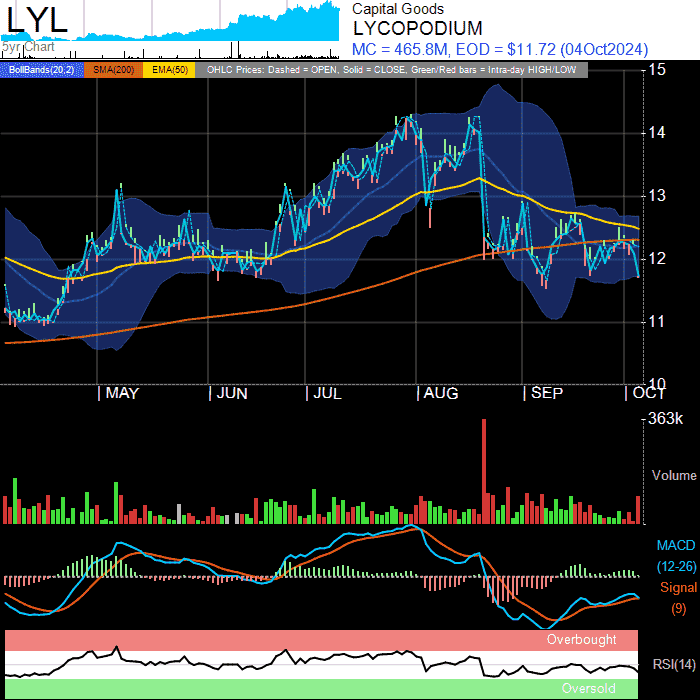 LYL
5yr Chart
Capital Goods
LYCOPODIUM
MC = 465.8M, EOD = $11.72 (04Oct2024)
BollBands(20,2) SMA(200) EMA(50) OHLC Prices: Dashed = OPEN, Solid = CLOSE, Green/Red bars = Intra-day HIGH/LOW
15
14
13
12
11
10
MAY JUN JUL AUG SEP OCT
363k
Volume
MACD
(12-26)
Signal
(9)
Overbought
RSI(14)
Oversold